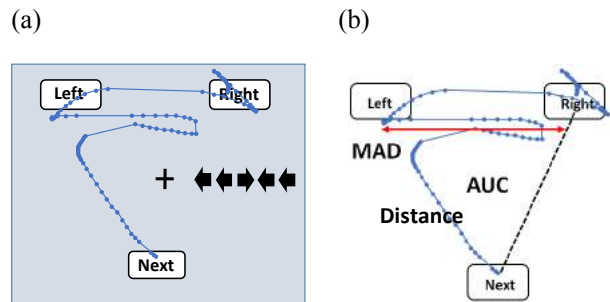 (a)
Left
Right
+
Next
(b)
Left
Right
MAD
AUC
Distance
Next